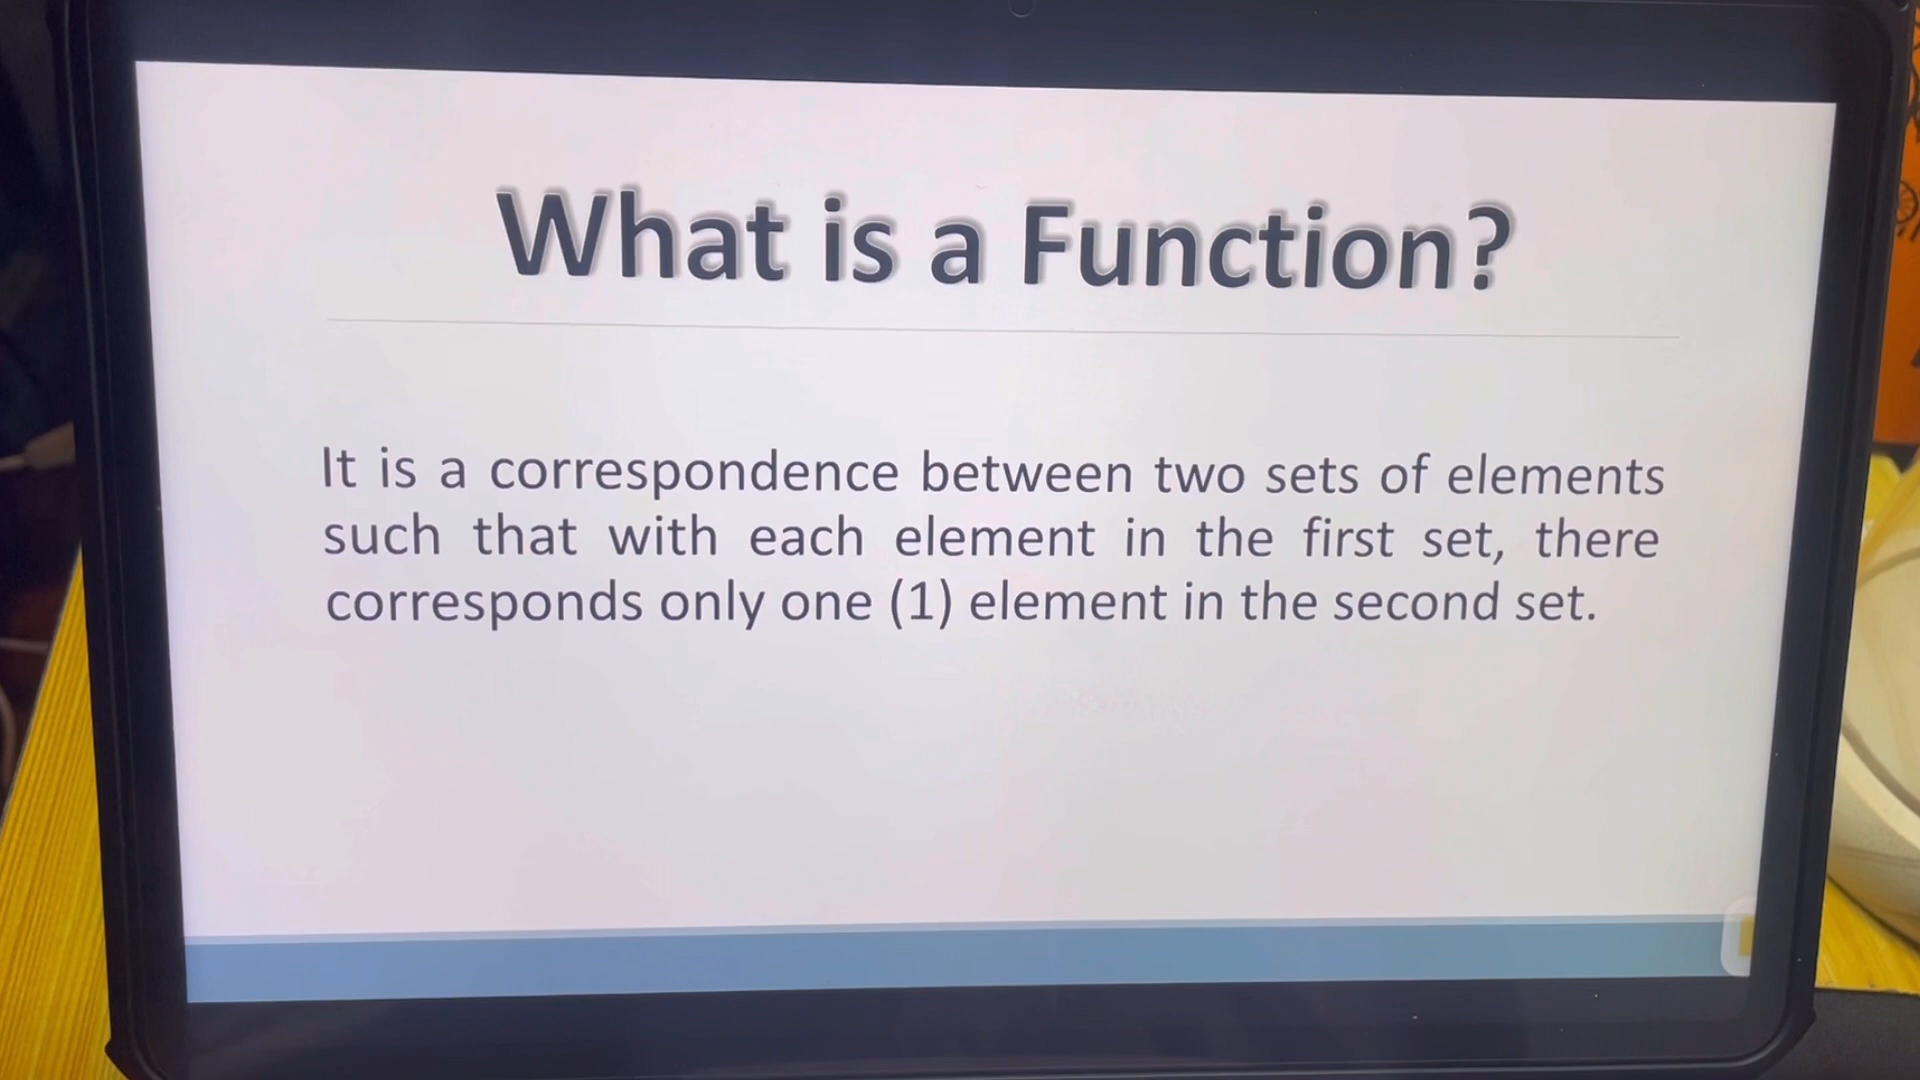 What is a Function?
It is a correspondence between two sets of elements
such that with each element in the first set, there
corresponds only one (1) element in the second set.